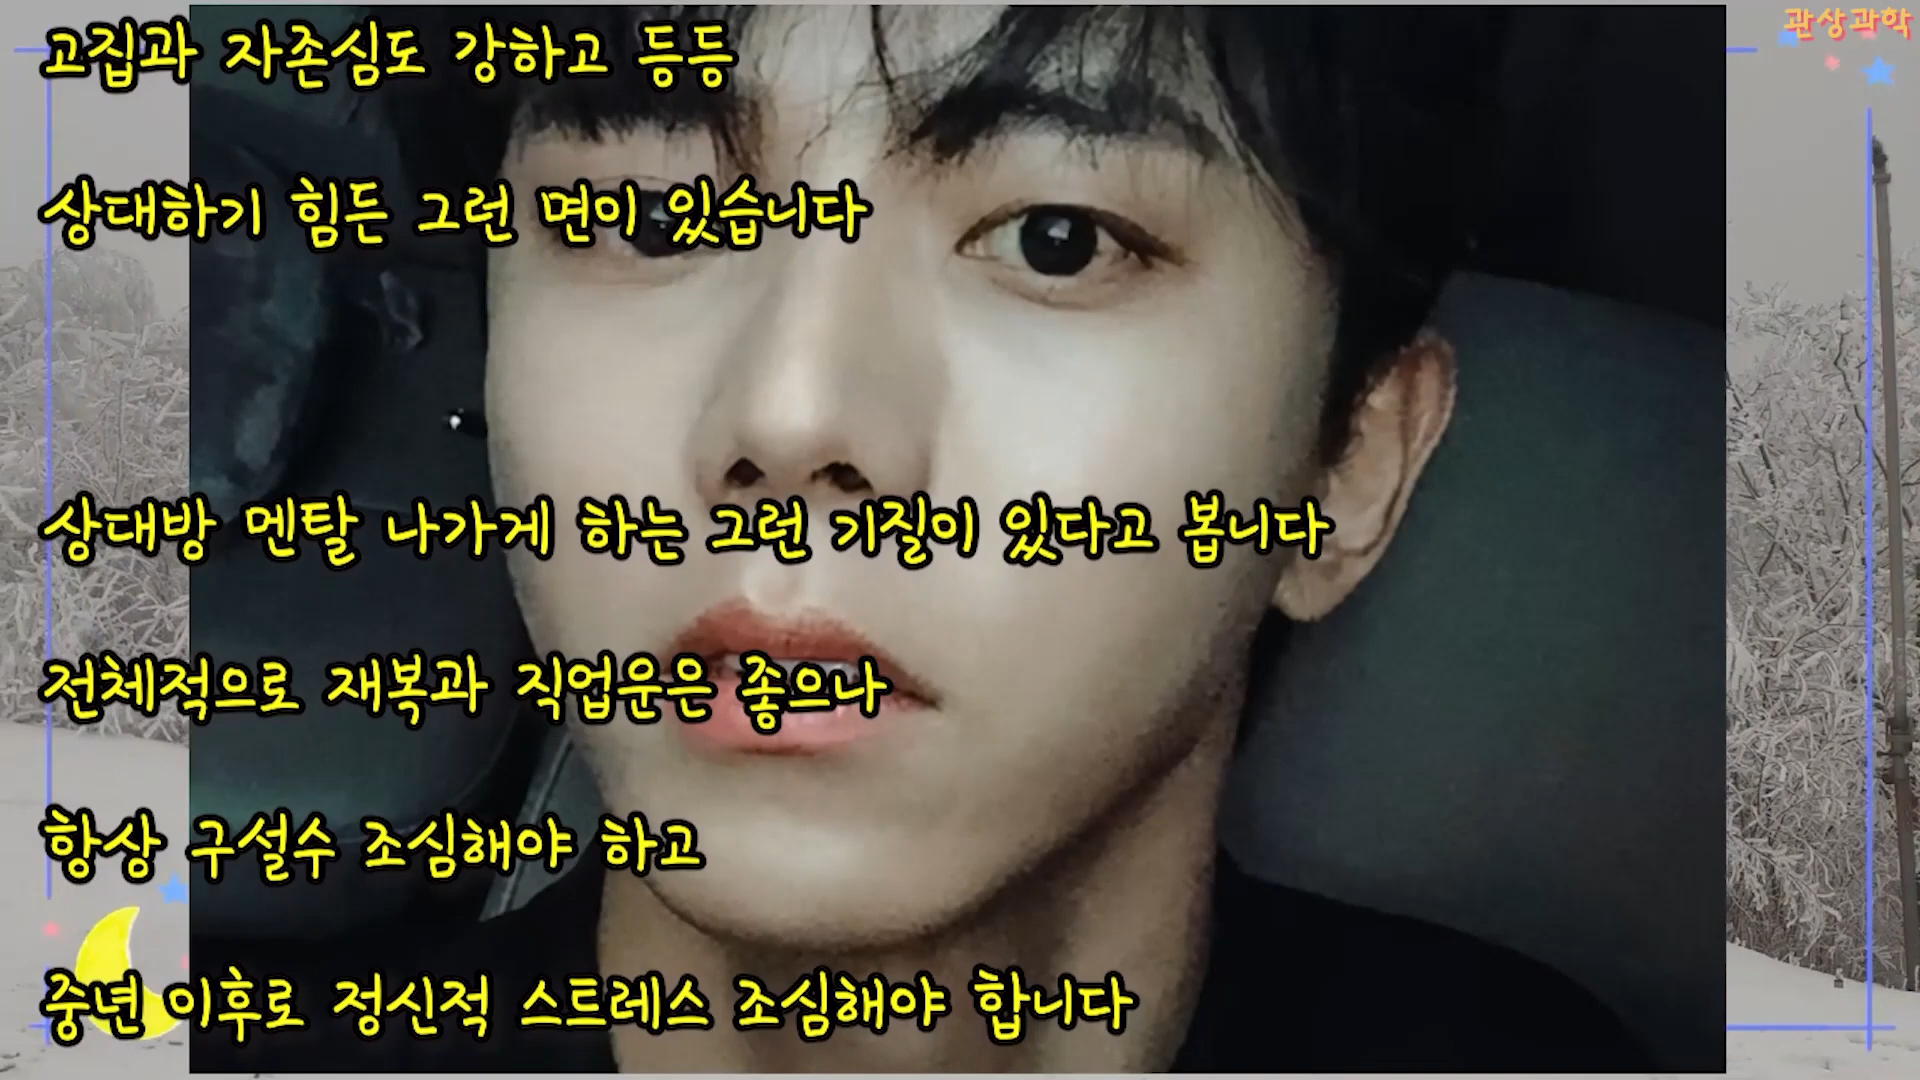 관상과학
고집과 자존심도 강하고 등등
상대하기 힘든 그런 면이 있습니다
상대방 멘탈 나가게 하는 그런 기질이 있다고 봅니다
전체적으로 재복과 직업운은 좋으나
항상 구설수 조심해야 하고
중년 이후로 정신적 스트레스 조심해야 합니다